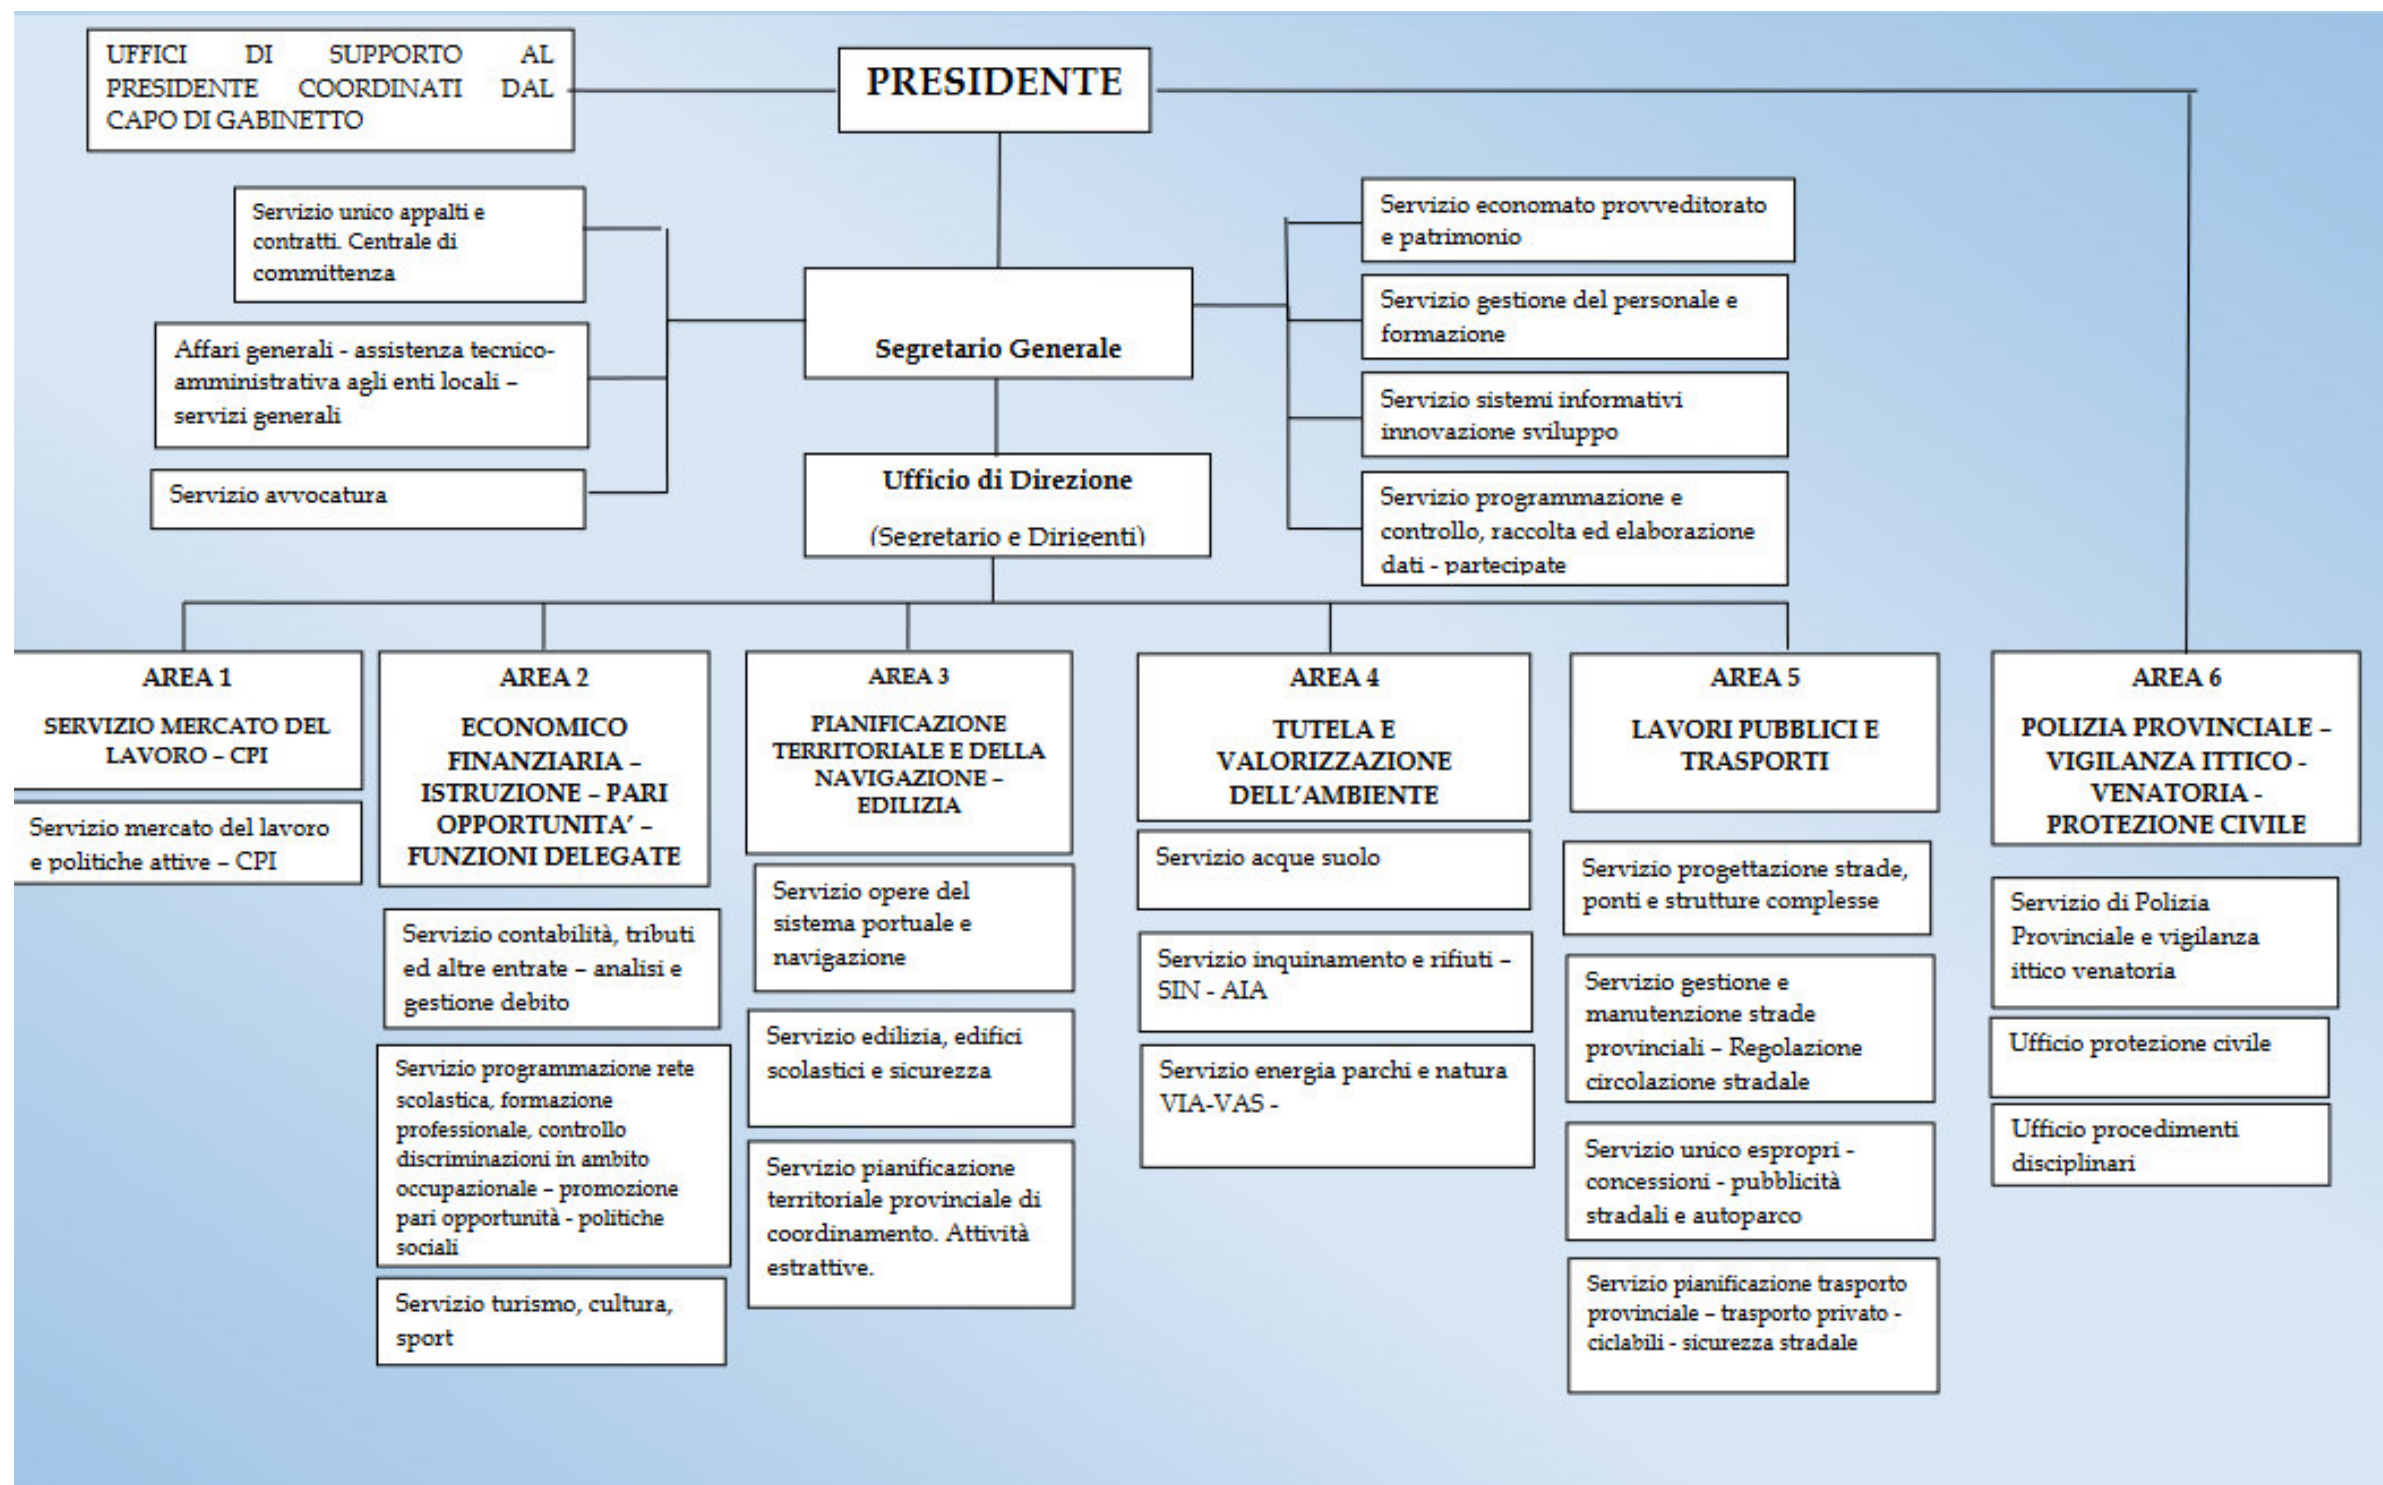 UFFICI DI SUPPORTO AL
PRESIDENTE COORDINATI DAL
CAPO DI GABINETTO
PRESIDENTE
Servizio unico appalti e
contratti. Centrale di
committenza
Affari generali - assistenza tecnico-
amministrativa agli enti locali –
servizi generali
Servizio avvocatura
Segretario Generale
Ufficio di Direzione
(Segretario e Dirigenti)
Servizio economato provveditorato
e patrimonio
Servizio gestione del personale e
formazione
Servizio sistemi informativi
innovazione sviluppo
Servizio programmazione e
controllo, raccolta ed elaborazione
dati - partecipate
AREA 1
SERVIZIO MERCATO DEL
LAVORO – CPI
Servizio mercato del lavoro
e politiche attive – CPI
AREA 2
ECONOMICO
FINANZIARIA –
ISTRUZIONE – PARI
OPPORTUNITA’ –
FUNZIONI DELEGATE
Servizio contabilità, tributi
ed altre entrate – analisi e
gestione debito
Servizio programmazione rete
scolastica, formazione
professionale, controllo
discriminazioni in ambito
occupazionale – promozione
pari opportunità - politiche
sociali
Servizio turismo, cultura,
sport
AREA 3
PIANIFICAZIONE
TERRITORIALE E DELLA
NAVIGAZIONE –
EDILIZIA
Servizio opere del
sistema portuale e
navigazione
Servizio edilizia, edifici
scolastici e sicurezza
Servizio pianificazione
territoriale provinciale di
coordinamento. Attività
estrattive.
AREA 4
TUTELA E
VALORIZZAZIONE
DELL’AMBIENTE
Servizio acque suolo
Servizio inquinamento e rifiuti –
SIN - AIA
Servizio energia parchi e natura
VIA-VAS -
AREA 5
LAVORI PUBBLICI E
TRASPORTI
Servizio progettazione strade,
ponti e strutture complesse
Servizio gestione e
manutenzione strade
provinciali – Regolazione
circolazione stradale
Servizio unico espropri -
concessioni - pubblicità
stradali e autoparco
Servizio pianificazione trasporto
provinciale – trasporto privato -
ciclabili - sicurezza stradale
AREA 6
POLIZIA PROVINCIALE –
VIGILANZA ITTICO -
VENATORIA -
PROTEZIONE CIVILE
Servizio di Polizia
Provinciale e vigilanza
ittico venatoria
Ufficio protezione civile
Ufficio procedimenti
disciplinari